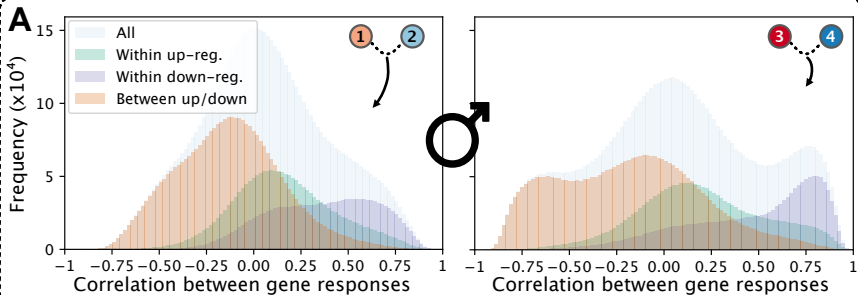 A
All
Within up-reg.
Within down-reg.
Between up/down
1
2
3
4
Frequency (x10⁴)
15
10
5
0
−1 −0.75 −0.50 −0.25 0.00 0.25 0.50 0.75 1
−1 −0.75 −0.50 −0.25 0.00 0.25 0.50 0.75 1
Correlation between gene responses
Correlation between gene responses